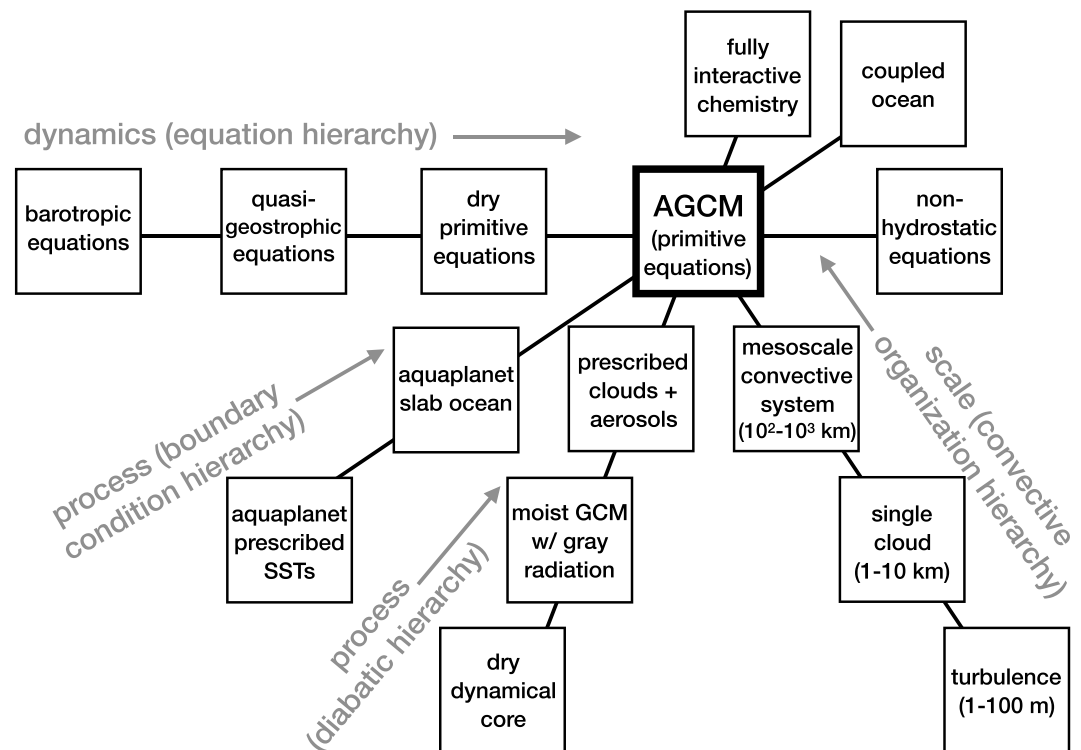 fully
interactive
chemistry
coupled
ocean
dynamics (equation hierarchy)
barotropic
equations
quasi-
geostrophic
equations
dry
primitive
equations
AGCM
(primitive
equations)
non-
hydrostatic
equations
process (boundary
condition hierarchy)
aquaplanet
slab ocean
prescribed
clouds +
aerosols
mesoscale
convective
system
(10²-10³ km)
scale (convective
organization hierarchy)
aquaplanet
prescribed
SSTs
process
(diabatic hierarchy)
moist GCM
w/ gray
radiation
single
cloud
(1-10 km)
dry
dynamical
core
turbulence
(1-100 m)